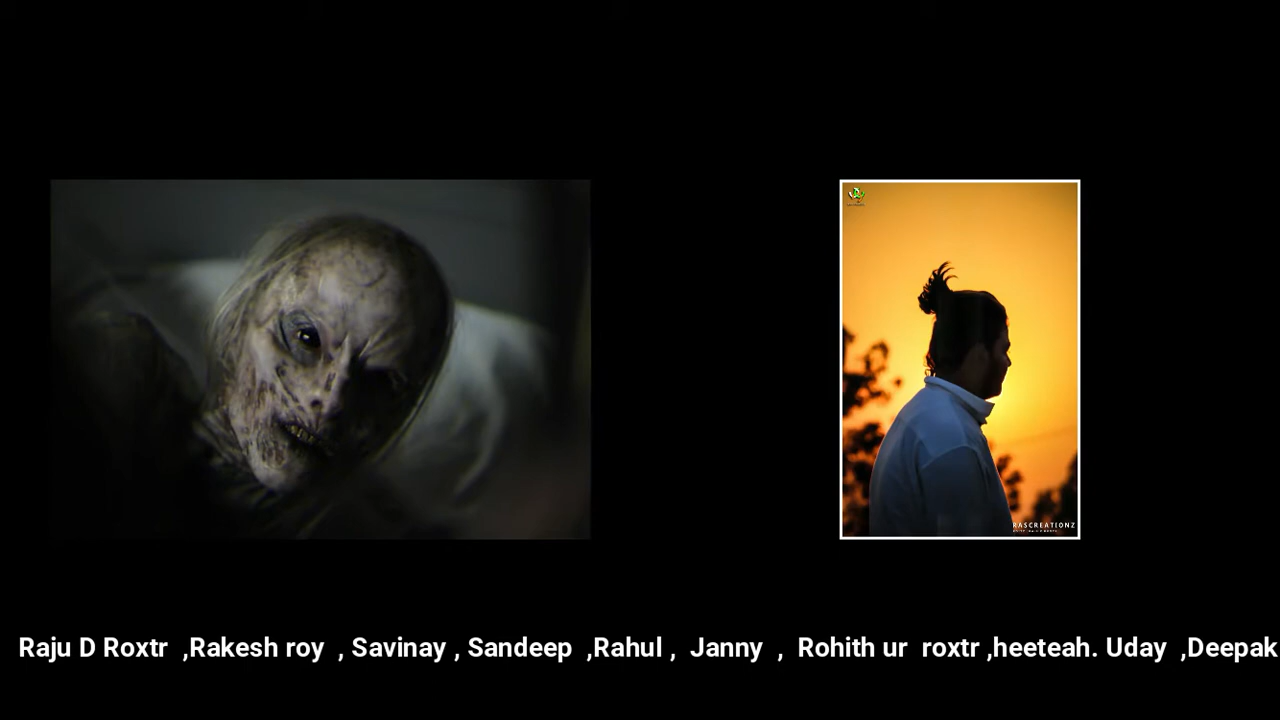 RASCREATIONZ
Raju D Roxtr ,Rakesh roy , Savinay , Sandeep ,Rahul , Janny , Rohith ur roxtr ,heeteah. Uday ,Deepak